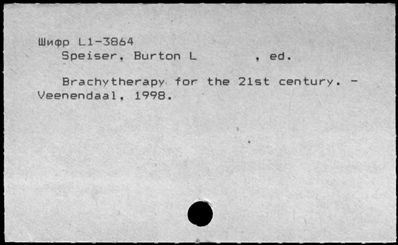 Шифр L1-3864
Speiser, Burton L , ed.
Brachytherapy for the 21st century. -
Veenendaal, 1998.